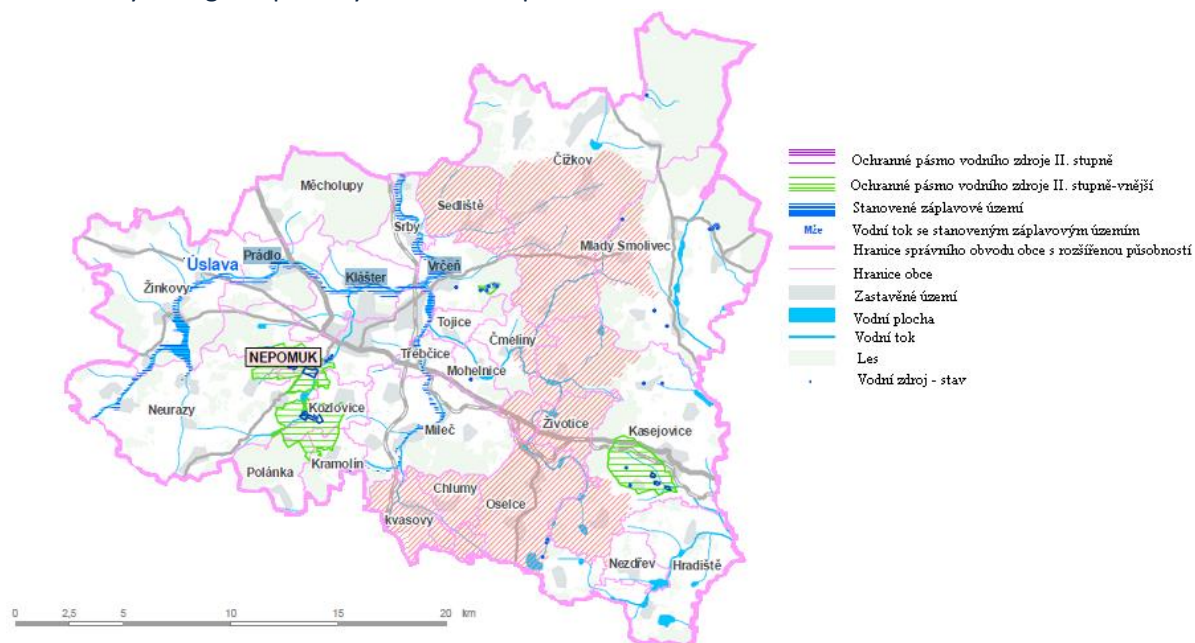 Čížkov
Měcholupy
Sedliště
Srby
Mladý Smolivec
Prádlo
Úslava
Vrčeň
Klášter
Žinkovy
Tojice
Čmelíny
NEPOMUK
Třebčice
Mohelnice
Neurazy
Kozlovice
Životice
Mileč
Kasejovice
Polánka
Kramolín
Chlumy
Oselce
kvasovy
Nezdřev
Hradiště
0 2,5 5 10 15 20 km
Ochranné pásmo vodního zdroje II. stupně
Ochranné pásmo vodního zdroje II. stupně-vnější
Stanovené záplavové území
Mže Vodní tok se stanoveným záplavovým územím
Hranice správního obvodu obce s rozšířenou působností
Hranice obce
Zastavěné území
Vodní plocha
Vodní tok
Les
Vodní zdroj - stav